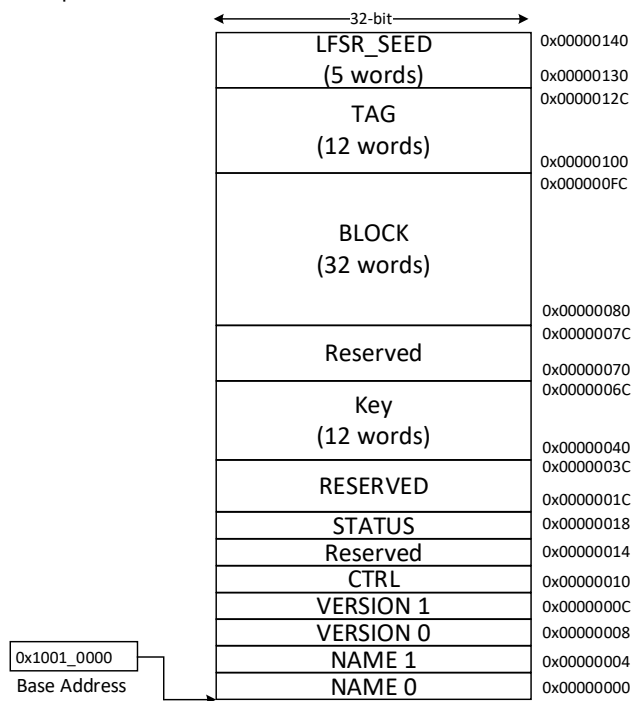 32-bit
LFSR_SEED
(5 words)
0x00000140
0x00000130
TAG
(12 words)
0x0000012C
0x00000100
BLOCK
(32 words)
0x000000FC
0x00000080
Reserved
0x0000007C
0x00000070
Key
(12 words)
0x0000006C
0x00000040
RESERVED
0x0000003C
0x0000001C
STATUS 0x00000018
Reserved 0x00000014
CTRL 0x00000010
VERSION 1 0x0000000C
VERSION 0 0x00000008
NAME 1 0x00000004
NAME 0 0x00000000
0x1001_0000
Base Address